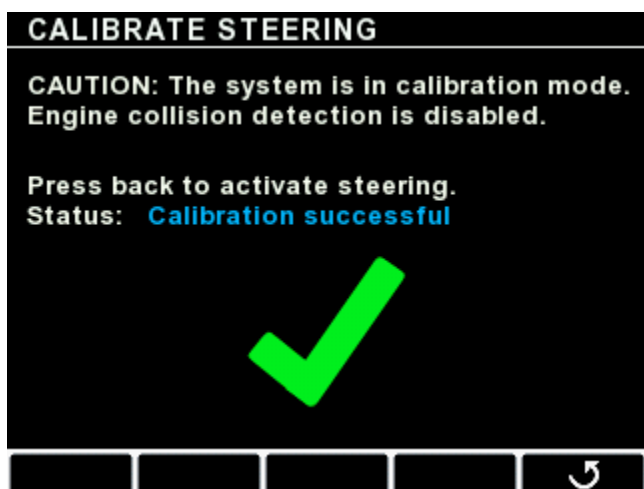 CALIBRATE STEERING
CAUTION: The system is in calibration mode.
Engine collision detection is disabled.
Press back to activate steering.
Status: Calibration successful